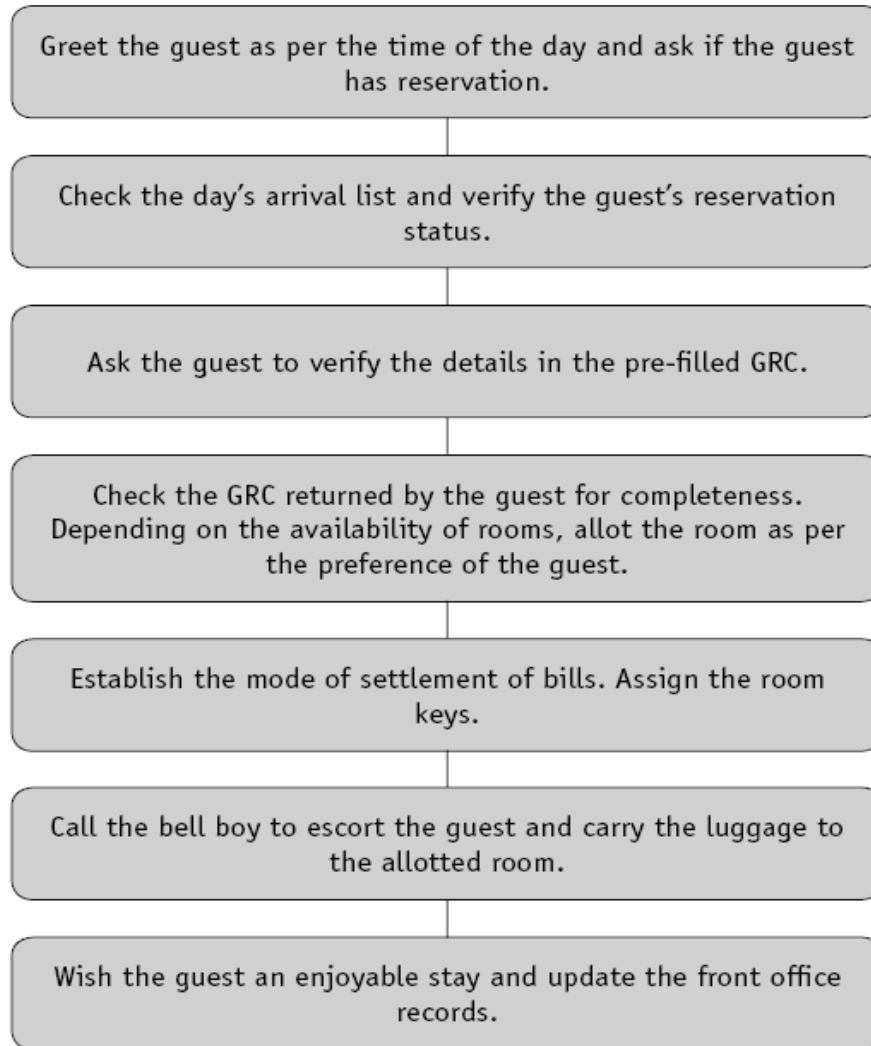 Greet the guest as per the time of the day and ask if the guest
has reservation.
Check the day’s arrival list and verify the guest’s reservation
status.
Ask the guest to verify the details in the pre-filled GRC.
Check the GRC returned by the guest for completeness.
Depending on the availability of rooms, allot the room as per
the preference of the guest.
Establish the mode of settlement of bills. Assign the room
keys.
Call the bell boy to escort the guest and carry the luggage to
the allotted room.
Wish the guest an enjoyable stay and update the front office
records.